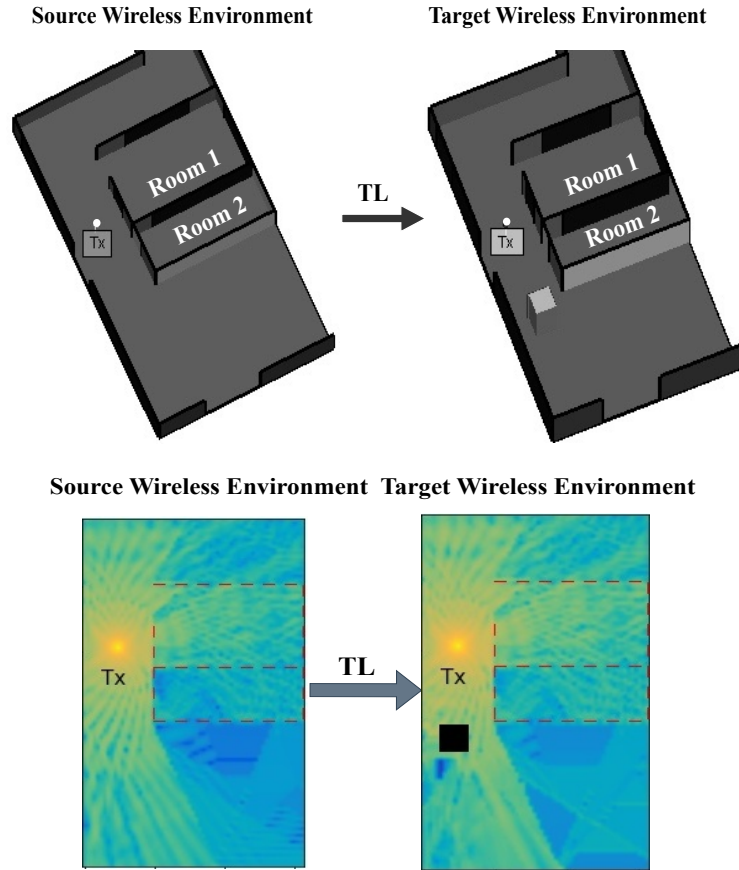 Source Wireless Environment
Target Wireless Environment
Room 1
Room 2
Tx
TL
Room 1
Room 2
Tx
Source Wireless Environment
Target Wireless Environment
Tx
TL
Tx